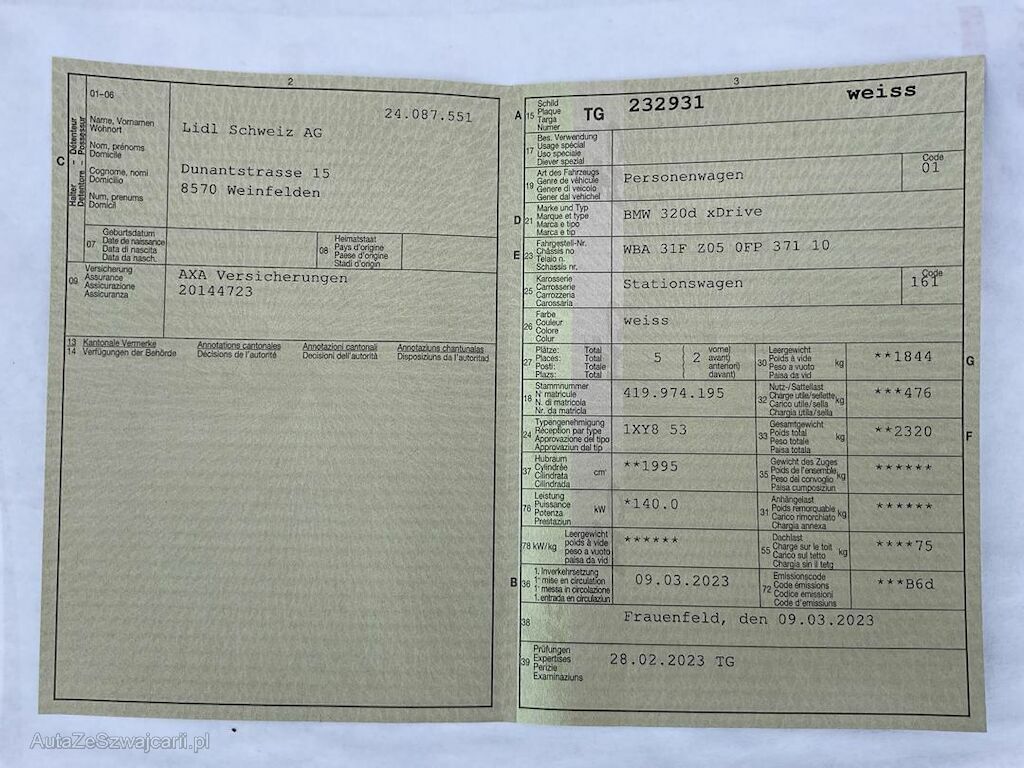 2
01-06
Halter – Détenteur
Detentore – Possessur
C
Name, Vornamen
Wohnort
Nom, prénoms
Domicile
Cognome, nomi
Domicilio
Num, prenums
Domicil
24.087.551
Lidl Schweiz AG
Dunantstrasse 15
8570 Weinfelden
07
Geburtsdatum
Date de naissance
Data di nascita
Data da nasch.
08
Heimatstaat
Pays d'origine
Paese d'origine
Stadi d'origin
09
Versicherung
Assurance
Assicurazione
Assicuranza
AXA Versicherungen
20144723
13 Kantonale Vermerke Annotations cantonales Annotazioni cantonali Annotaziuns chantunalas
14 Verfügungen der Behörde Décisions de l'autorité Decisioni dell'autorità Disposiziuns da l'autoritad
3
A
15
Schild
Plaque
Targa
Numer
TG 232931 weiss
17
Bes. Verwendung
Usage spécial
Uso speciale
Diever spezial
19
Art des Fahrzeugs
Genre de véhicule
Genere di veicolo
Gener dal vehichel
Personenwagen
Code
01
D
21
Marke und Typ
Marque et type
Marca e tipo
Marca e tip
BMW 320d xDrive
E
23
Fahrgestell-Nr.
Châssis no
Telaio n.
Schassis nr.
WBA 31F Z05 0FP 371 10
25
Karosserie
Carrosserie
Carrozzeria
Carossaria
Stationswagen
Code
161
26
Farbe
Couleur
Colore
Colur
weiss
27
Plätze: Total
Places: Total
Posti: Totale
Plazs: Total
5 { 2
vorne)
avant)
anteriori)
davant)
30
Leergewicht
Poids à vide
Peso a vuoto
Paisa da vid
kg
**1844
G
18
Stammnummer
N° matricule
N. di matricola
Nr. da matricla
419.974.195
32
Nutz-/Sattellast
Charge utile/sellette
Carico utile/sella
Chargia utila/sella
kg
***476
24
Typengenehmigung
Réception par type
Approvazione del tipo
Approvaziun dal tip
1XY8 53
33
Gesamtgewicht
Poids total
Peso totale
Paisa totala
kg
**2320
F
37
Hubraum
Cylindrée
Cilindrata
Cilindrada
cm³
**1995
35
Gewicht des Zuges
Poids de l'ensemble
Peso del convoglio
Paisa cumposiziun
kg
******
76
Leistung
Puissance
Potenza
Prestaziun
kW
*140.0
31
Anhängelast
Poids remorquable
Carico rimorchiato
Chargia annexa
kg
******
78 kW/kg
Leergewicht
poids à vide
peso a vuoto
paisa da vid
******
55
Dachlast
Charge sur le toit
Carico sul tetto
Chargia sin il tetg
kg
****75
B
36
1. Inverkehrsetzung
1re mise en circulation
1a messa in circolazione
1. entrada en circulaziun
09.03.2023
72
Emissionscode
Code émissions
Codice emissioni
Code d'emissiuns
***B6d
38
Frauenfeld, den 09.03.2023
39
Prüfungen
Expertises
Perizie
Examinaziuns
28.02.2023 TG
AutaZeSzwajcarii.pl